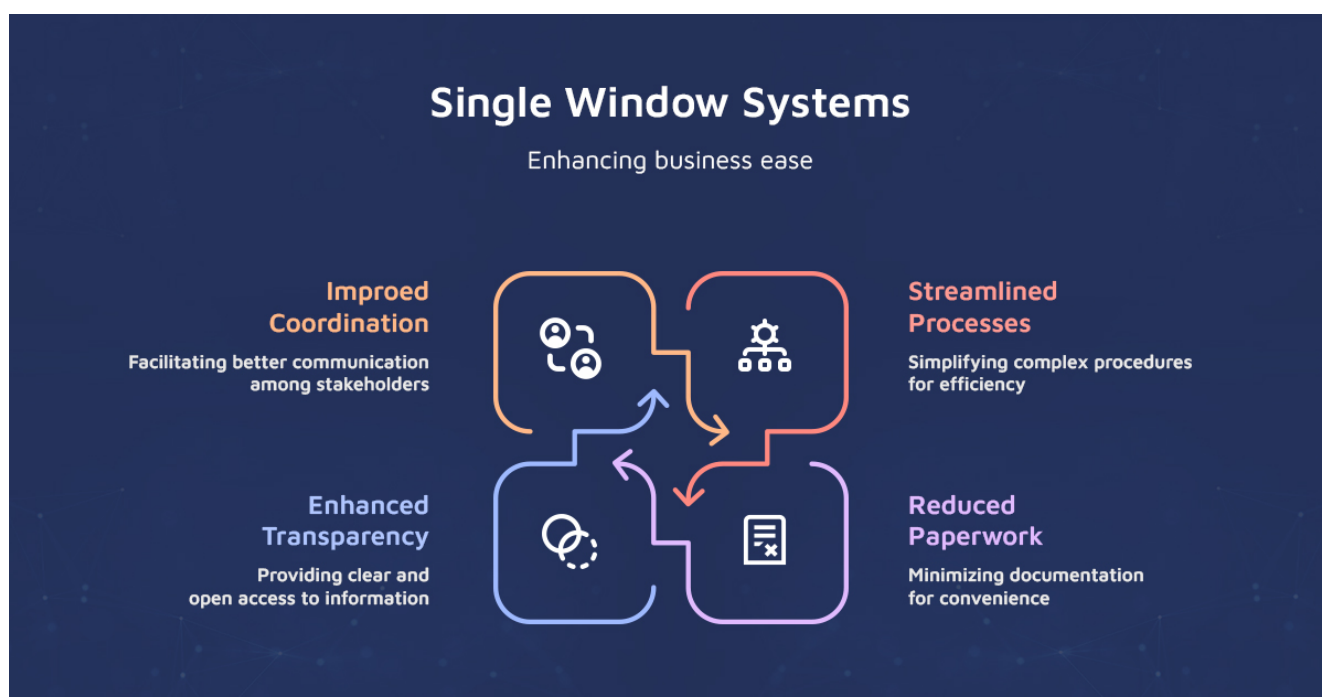 Single Window Systems
Enhancing business ease
Improed
Coordination
Facilitating better communication
among stakeholders
Streamlined
Processes
Simplifying complex procedures
for efficiency
Enhanced
Transparency
Providing clear and
open access to information
Reduced
Paperwork
Minimizing documentation
for convenience